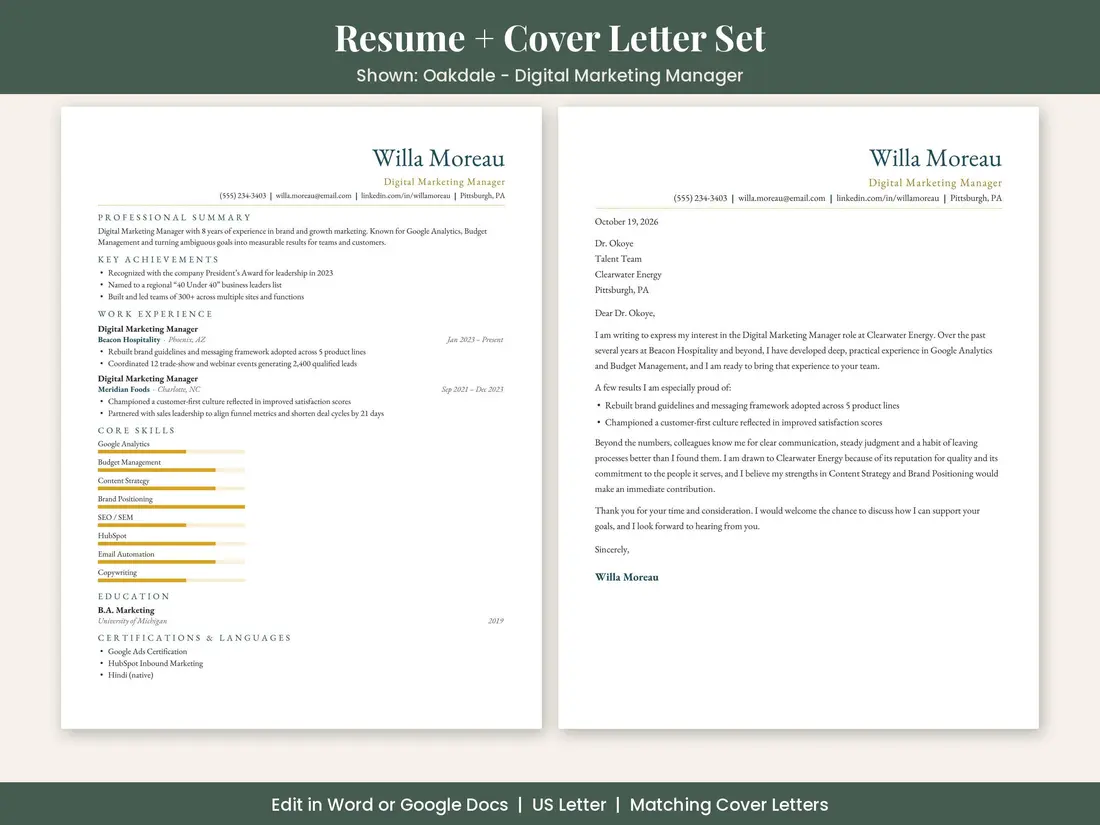 Resume + Cover Letter Set
Shown: Oakdale - Digital Marketing Manager
Willa Moreau
Digital Marketing Manager
(555) 234-3403 | willa.moreau@email.com | linkedin.com/in/willamoreau | Pittsburgh, PA
PROFESSIONAL SUMMARY
Digital Marketing Manager with 8 years of experience in brand and growth marketing. Known for Google Analytics, Budget
Management and turning ambiguous goals into measurable results for teams and customers.
KEY ACHIEVEMENTS
• Recognized with the company President's Award for leadership in 2023
• Named to a regional "40 Under 40" business leaders list
• Built and led teams of 300+ across multiple sites and functions
WORK EXPERIENCE
Digital Marketing Manager
Beacon Hospitality · Phoenix, AZ Jan 2023 – Present
• Rebuilt brand guidelines and messaging framework adopted across 5 product lines
• Coordinated 12 trade-show and webinar events generating 2,400 qualified leads
Digital Marketing Manager
Meridian Foods · Charlotte, NC Sep 2021 – Dec 2023
• Championed a customer-first culture reflected in improved satisfaction scores
• Partnered with sales leadership to align funnel metrics and shorten deal cycles by 21 days
CORE SKILLS
Google Analytics
Budget Management
Content Strategy
Brand Positioning
SEO / SEM
HubSpot
Email Automation
Copywriting
EDUCATION
B.A. Marketing
University of Michigan 2019
CERTIFICATIONS & LANGUAGES
• Google Ads Certification
• HubSpot Inbound Marketing
• Hindi (native)
Willa Moreau
Digital Marketing Manager
(555) 234-3403 | willa.moreau@email.com | linkedin.com/in/willamoreau | Pittsburgh, PA
October 19, 2026
Dr. Okoye
Talent Team
Clearwater Energy
Pittsburgh, PA
Dear Dr. Okoye,
I am writing to express my interest in the Digital Marketing Manager role at Clearwater Energy. Over the past
several years at Beacon Hospitality and beyond, I have developed deep, practical experience in Google Analytics
and Budget Management, and I am ready to bring that experience to your team.
A few results I am especially proud of:
• Rebuilt brand guidelines and messaging framework adopted across 5 product lines
• Championed a customer-first culture reflected in improved satisfaction scores
Beyond the numbers, colleagues know me for clear communication, steady judgment and a habit of leaving
processes better than I found them. I am drawn to Clearwater Energy because of its reputation for quality and its
commitment to the people it serves, and I believe my strengths in Content Strategy and Brand Positioning would
make an immediate contribution.
Thank you for your time and consideration. I would welcome the chance to discuss how I can support your
goals, and I look forward to hearing from you.
Sincerely,
Willa Moreau
Edit in Word or Google Docs | US Letter | Matching Cover Letters